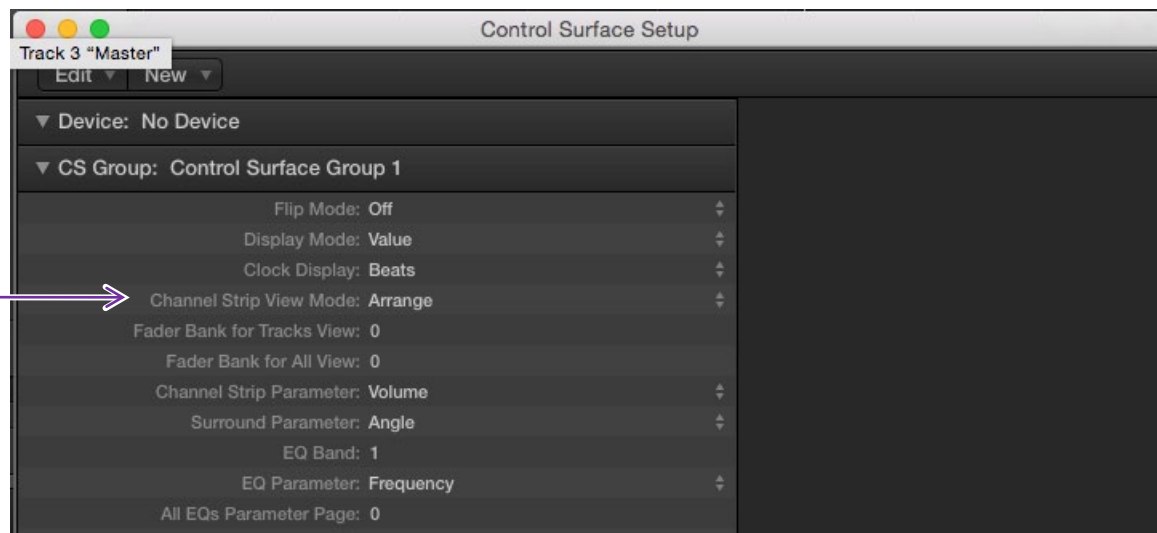 Control Surface Setup
Track 3 “Master”
Edit New
Device: No Device
CS Group: Control Surface Group 1
Flip Mode: Off
Display Mode: Value
Clock Display: Beats
Channel Strip View Mode: Arrange
Fader Bank for Tracks View: 0
Fader Bank for All View: 0
Channel Strip Parameter: Volume
Surround Parameter: Angle
EQ Band: 1
EQ Parameter: Frequency
All EQs Parameter Page: 0